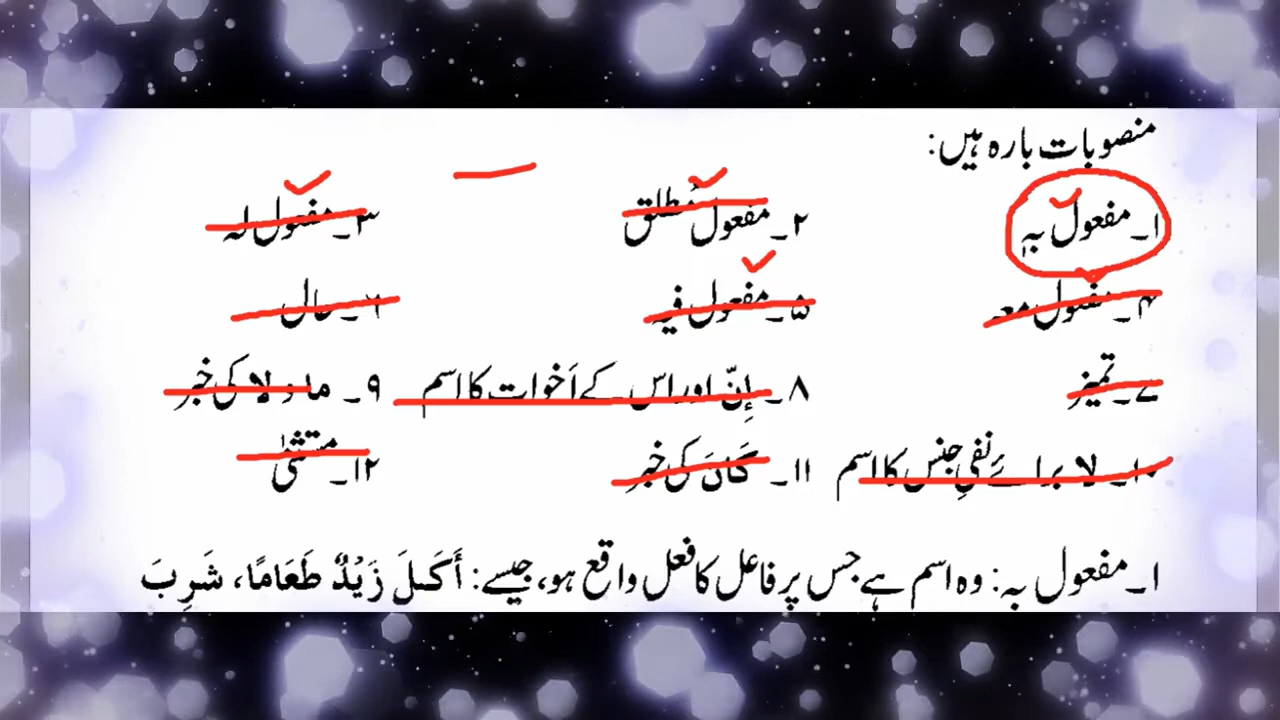 منصوبات بارہ ہیں:
۱۔ مفعول بہٖ ۲۔ مفعول مُطلق ۳۔ مفعول لہ
۴۔ مفعول معہ ۵۔ مفعول فیہ ۶۔ حال
۷۔ تمیز ۸۔ إِنّ اور اس کے اَخوات کا اسم ۹۔ ما و لا کی خبر
۱۰۔ لا برائے نفیِ جنس کا اسم ۱۱۔ کَانَ کی خبر ۱۲۔ مستثنیٰ
۱۔ مفعول بہ: وہ اسم ہے جس پر فاعل کا فعل واقع ہو، جیسے: أَكَلَ زَيْدٌ طَعَامًا، شَرِبَ